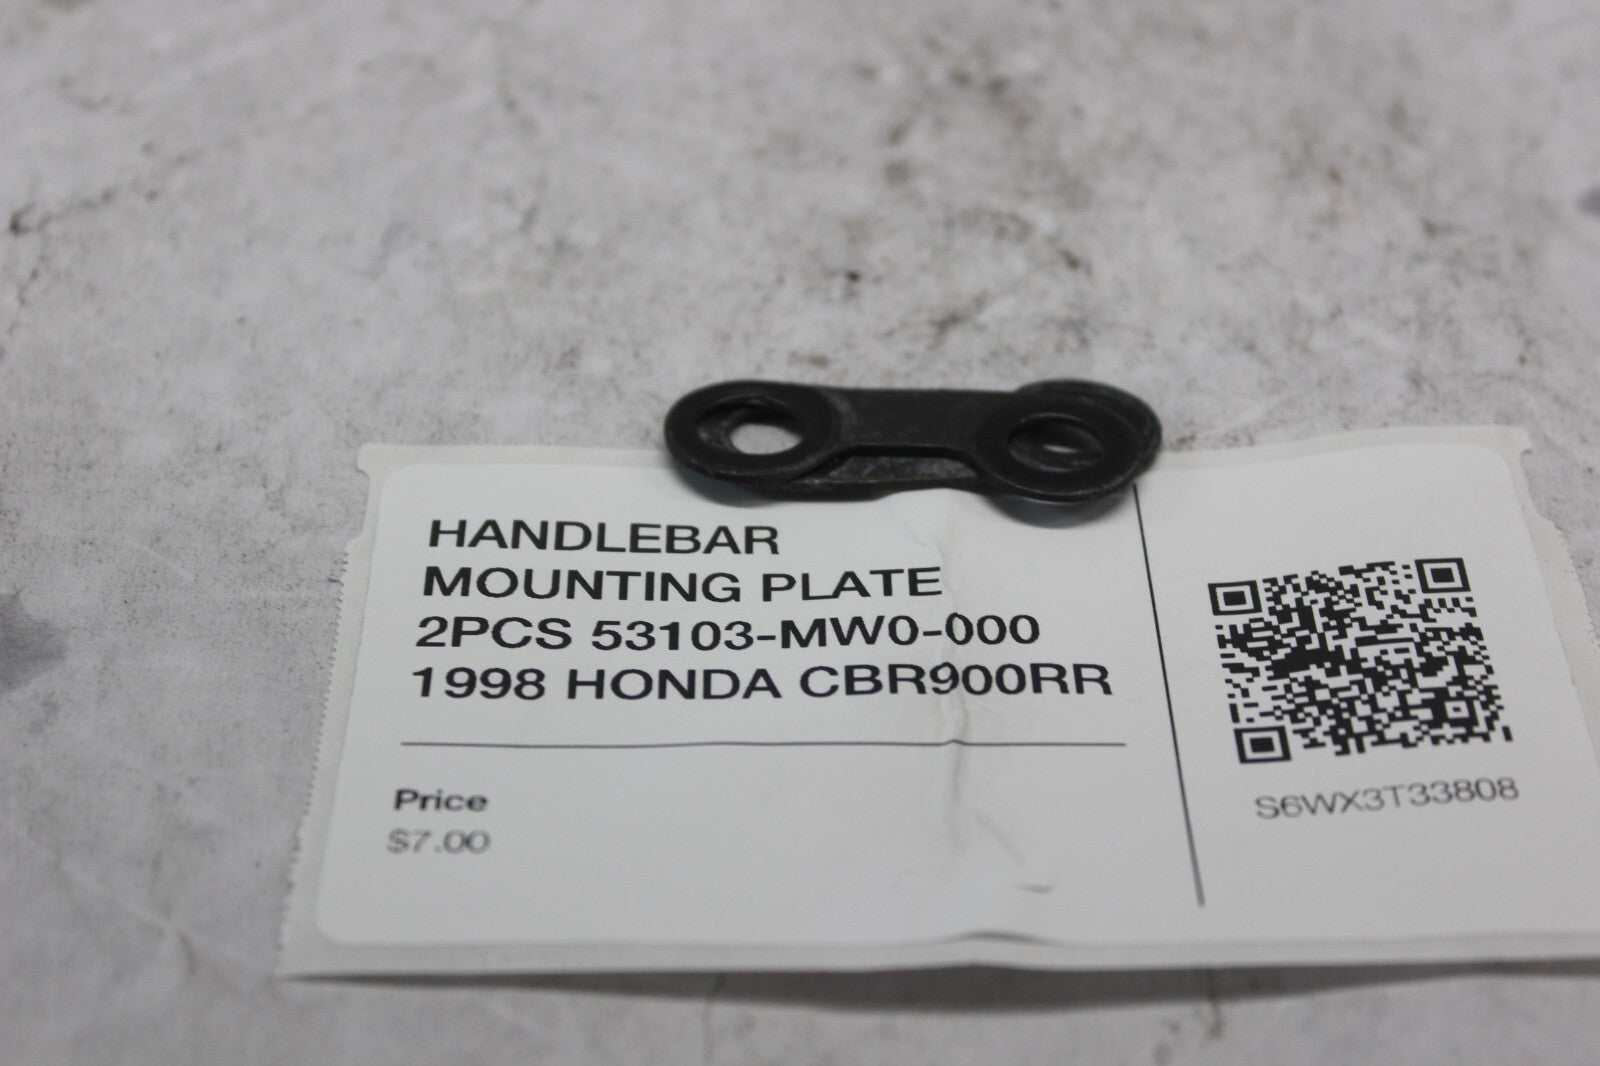 HANDLEBAR
MOUNTING PLATE
2PCS 53103-MW0-000
1998 HONDA CBR900RR
Price
$7.00
S6WX3T33808